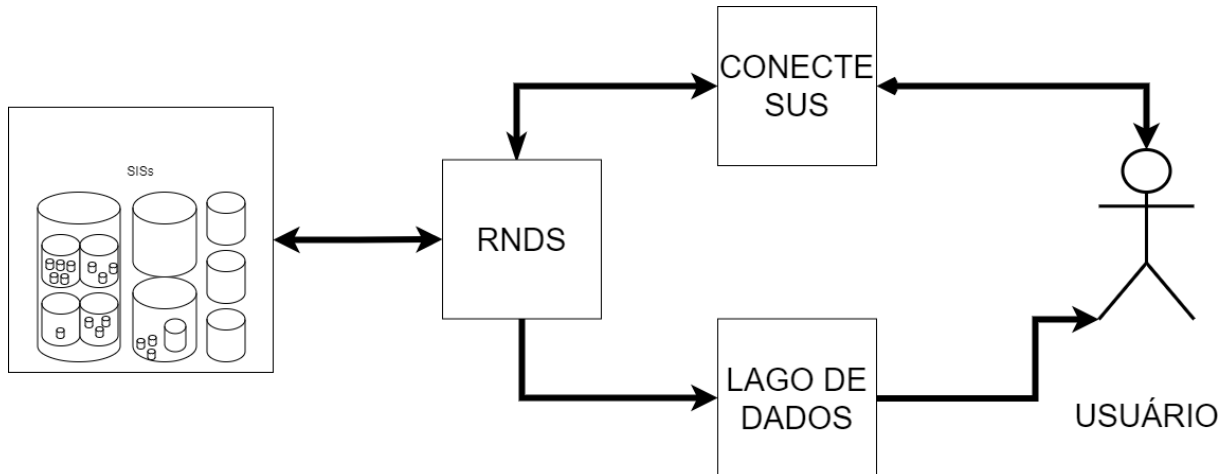 CONECTE
SUS
SISs
RNDS
LAGO DE
DADOS
USUÁRIO